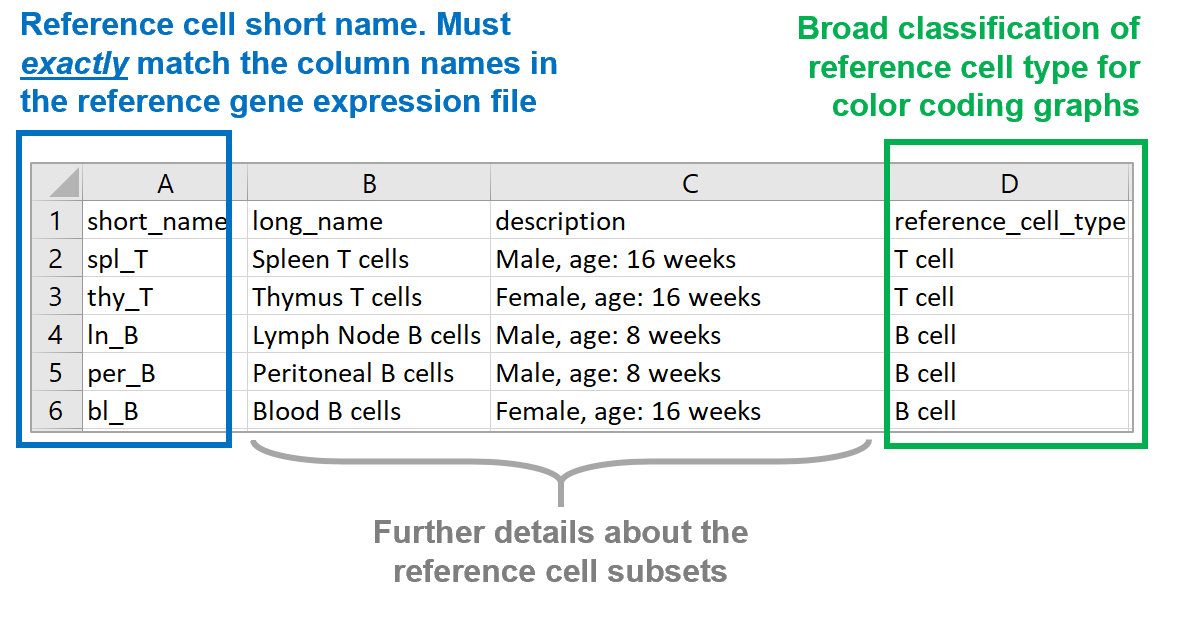 Reference cell short name. Must
exactly match the column names in
the reference gene expression file
Broad classification of
reference cell type for
color coding graphs
A B C D
1 short_name long_name description reference_cell_type
2 spl_T Spleen T cells Male, age: 16 weeks T cell
3 thy_T Thymus T cells Female, age: 16 weeks T cell
4 ln_B Lymph Node B cells Male, age: 8 weeks B cell
5 per_B Peritoneal B cells Male, age: 8 weeks B cell
6 bl_B Blood B cells Female, age: 16 weeks B cell
Further details about the
reference cell subsets